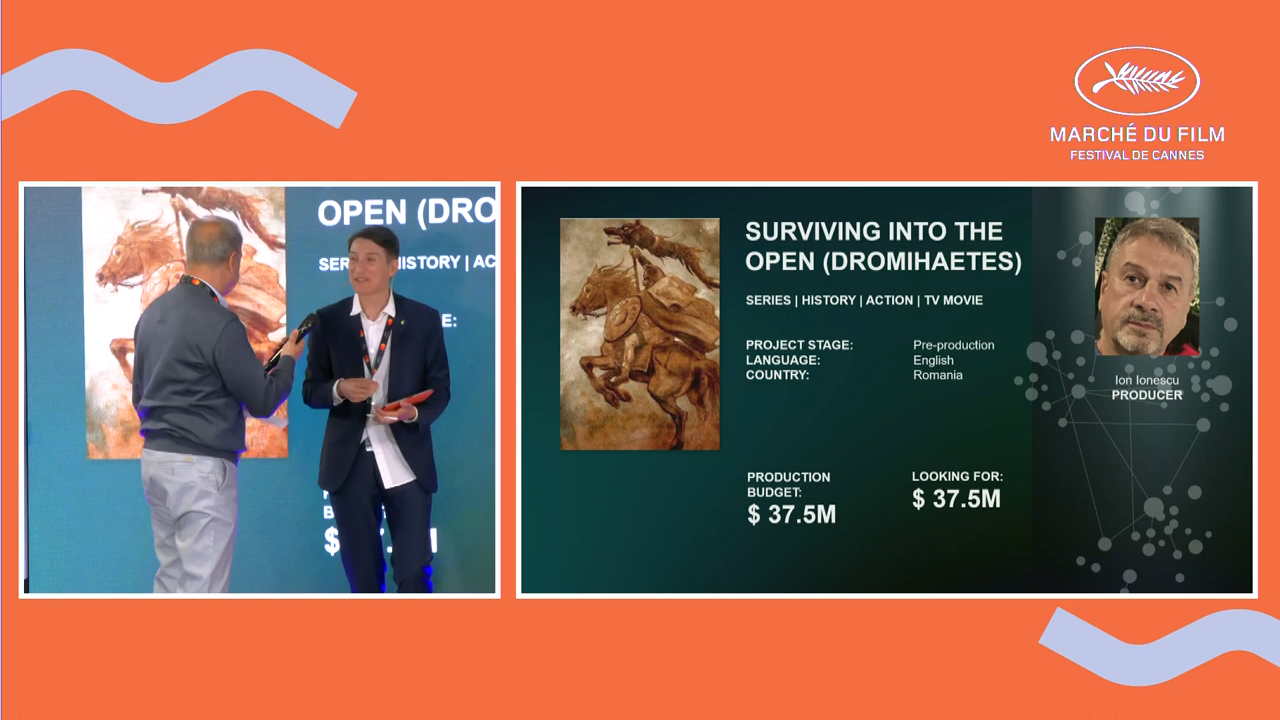 MARCHÉ DU FILM
FESTIVAL DE CANNES
OPEN (DRO
HISTORY | AC
E:
SURVIVING INTO THE
OPEN (DROMIHAETES)
SERIES | HISTORY | ACTION | TV MOVIE
PROJECT STAGE: Pre-production
LANGUAGE: English
COUNTRY: Romania
PRODUCTION
BUDGET:
$ 37.5M
LOOKING FOR:
$ 37.5M
Ion Ionescu
PRODUCER